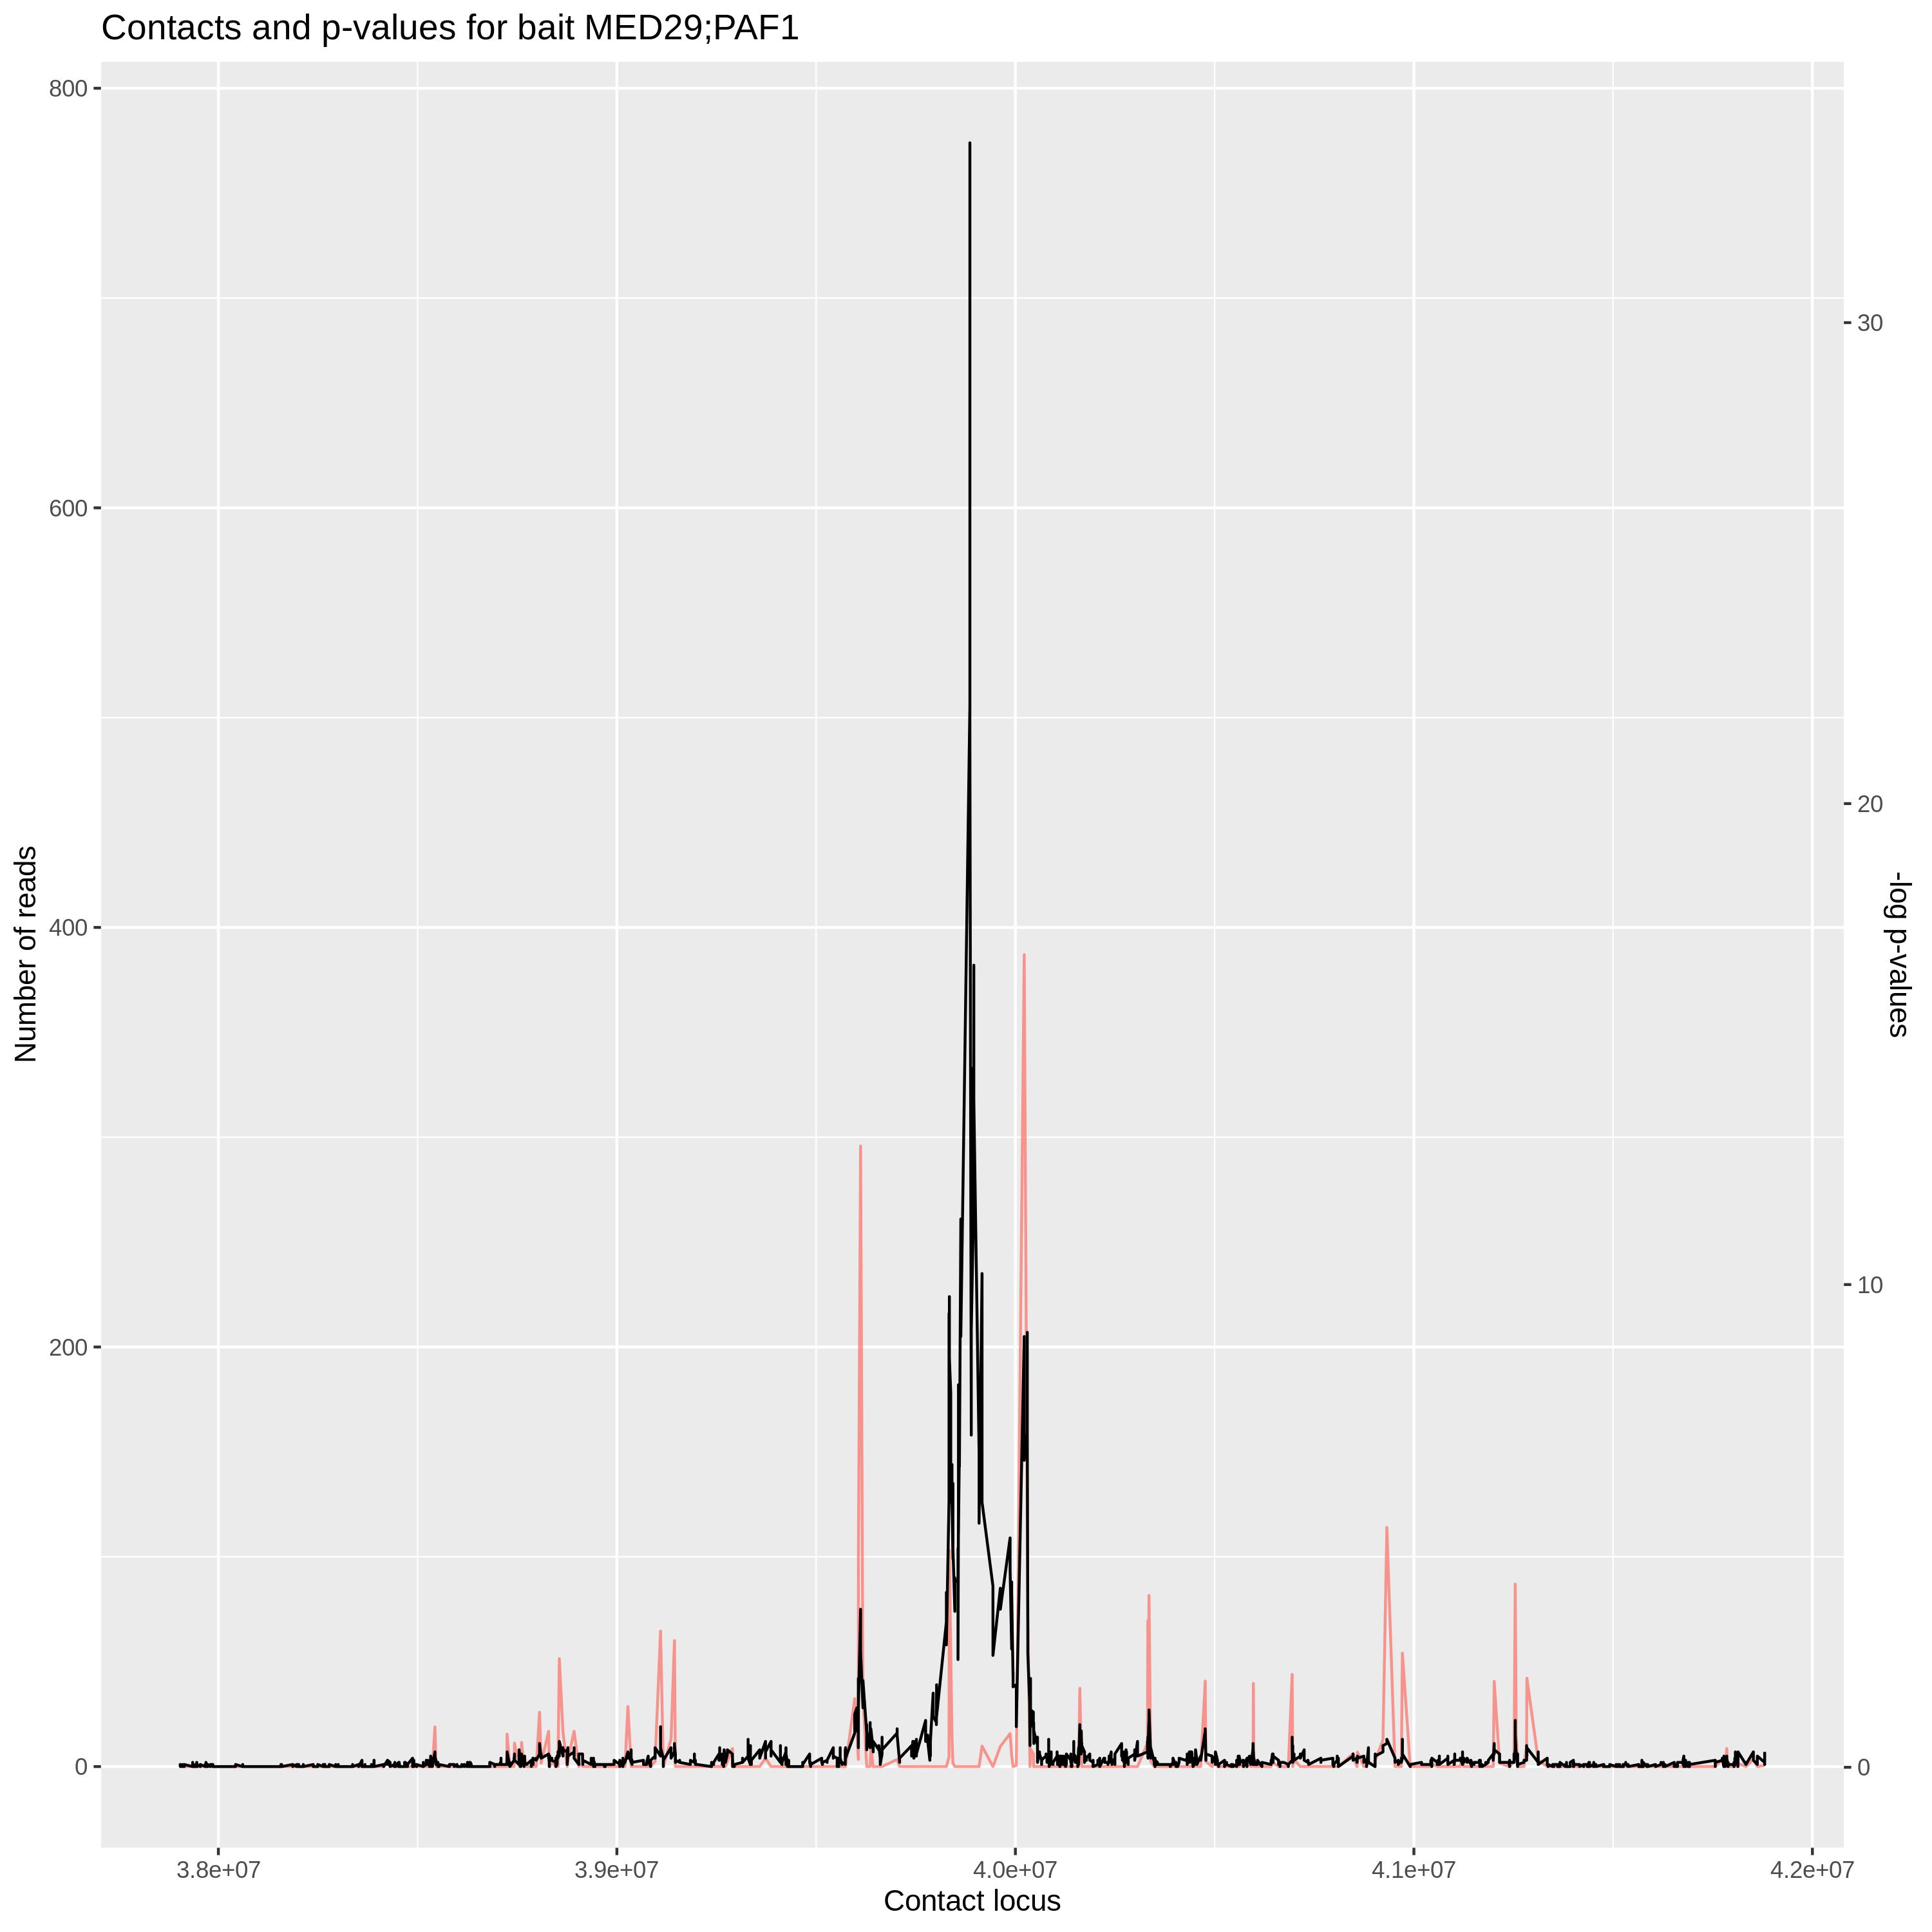 Contacts and p-values for bait MED29;PAF1
800
600
400
200
0
Number of reads
30
20
10
0
-log p-values
3.8e+07
3.9e+07
4.0e+07
4.1e+07
4.2e+07
Contact locus